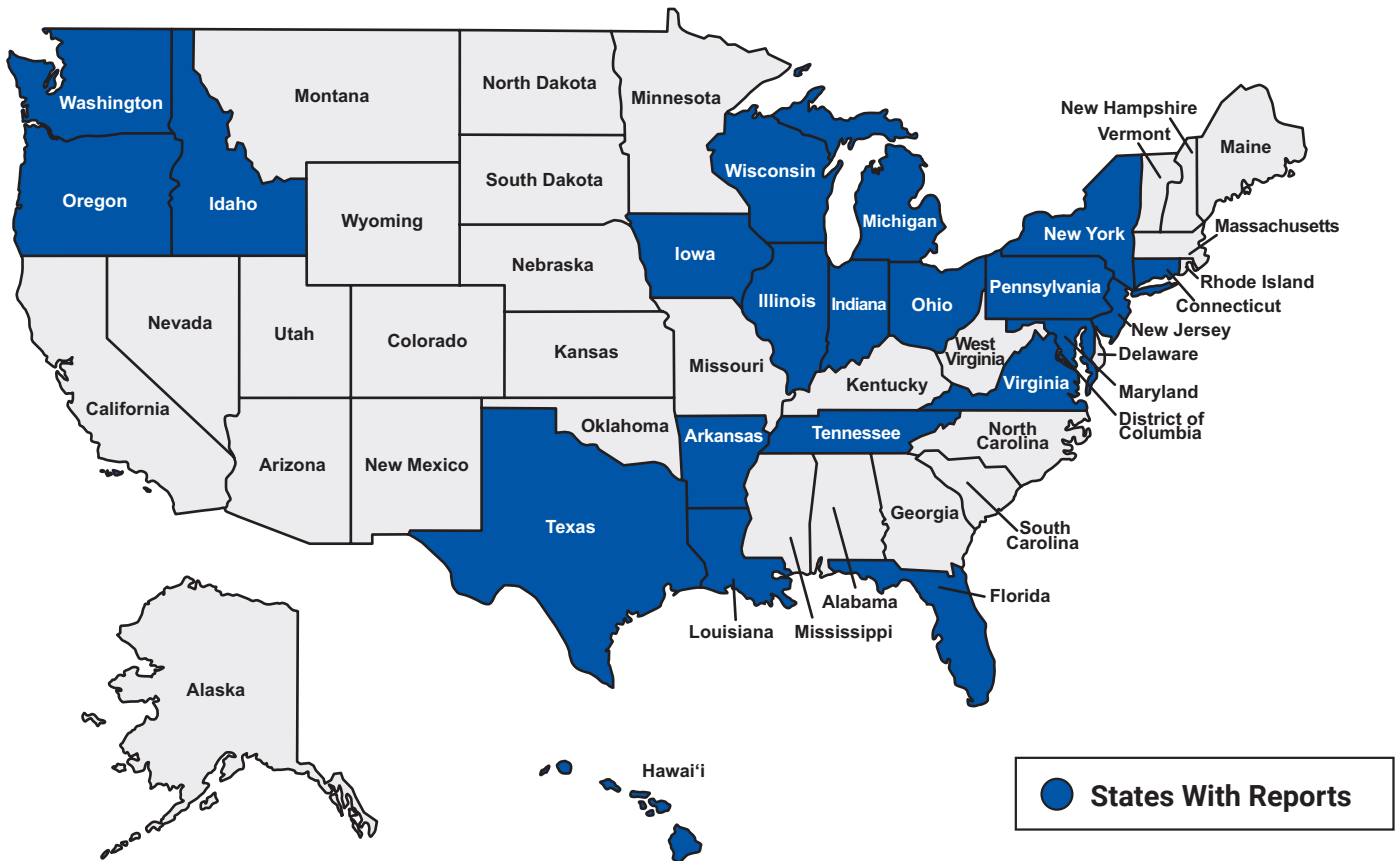 Washington
Montana
North Dakota
Minnesota
New Hampshire
Vermont
Maine
Oregon
Idaho
Wyoming
South Dakota
Wisconsin
Michigan
New York
Massachusetts
Rhode Island
Connecticut
Nebraska
Iowa
Illinois
Indiana
Ohio
Pennsylvania
New Jersey
Delaware
Maryland
District of
Columbia
Nevada
Utah
Colorado
Kansas
Missouri
West
Virginia
Virginia
Kentucky
California
Arizona
New Mexico
Oklahoma
Arkansas
Tennessee
North
Carolina
Texas
Georgia
South
Carolina
Florida
Alabama
Mississippi
Louisiana
Alaska
Hawaiʻi
States With Reports